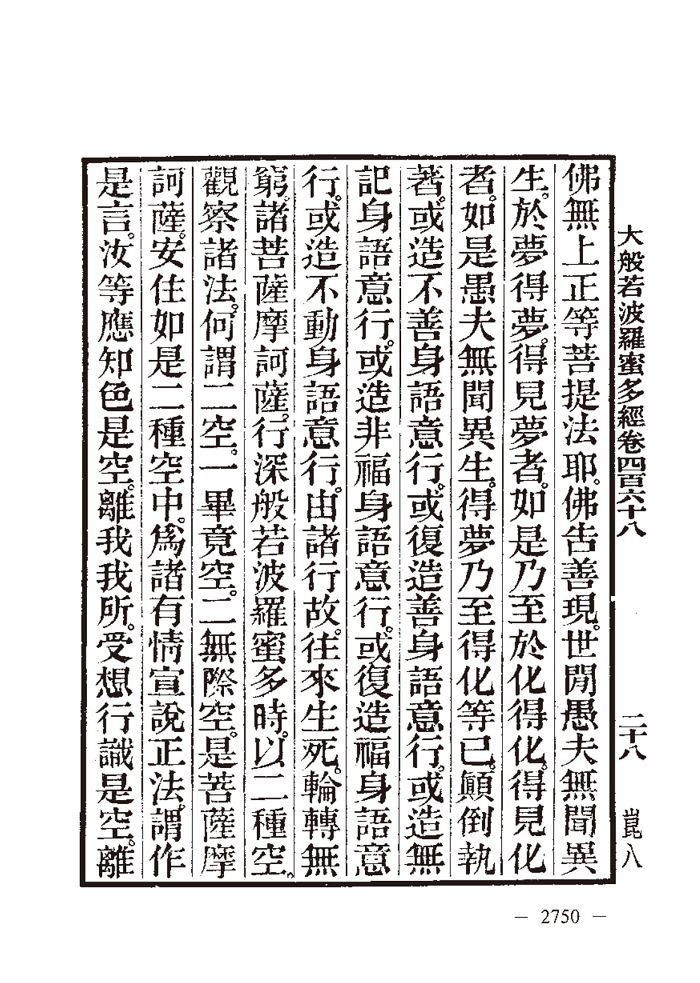 大般若波羅蜜多經卷四百六十八
二十八
崑八
佛無上正等菩提法耶。佛告善現。世閒愚夫無聞異
生。於夢得夢。得見夢者。如是乃至於化得化。得見化
者。如是愚夫無聞異生。得夢乃至得化等已。顛倒執
著。或造不善身語意行。或復造善身語意行。或造無
記身語意行。或造非福身語意行。或復造福身語意
行。或造不動身語意行。由諸行故。往來生死。輪轉無
窮。諸菩薩摩訶薩。行深般若波羅蜜多時。以二種空。
觀察諸法。何謂二空。一畢竟空。二無際空。是菩薩摩
訶薩。安住如是二種空中。為諸有情宣說正法。謂作
是言。汝等應知色是空。離我我所。受想行識是空。離
— 2750 —